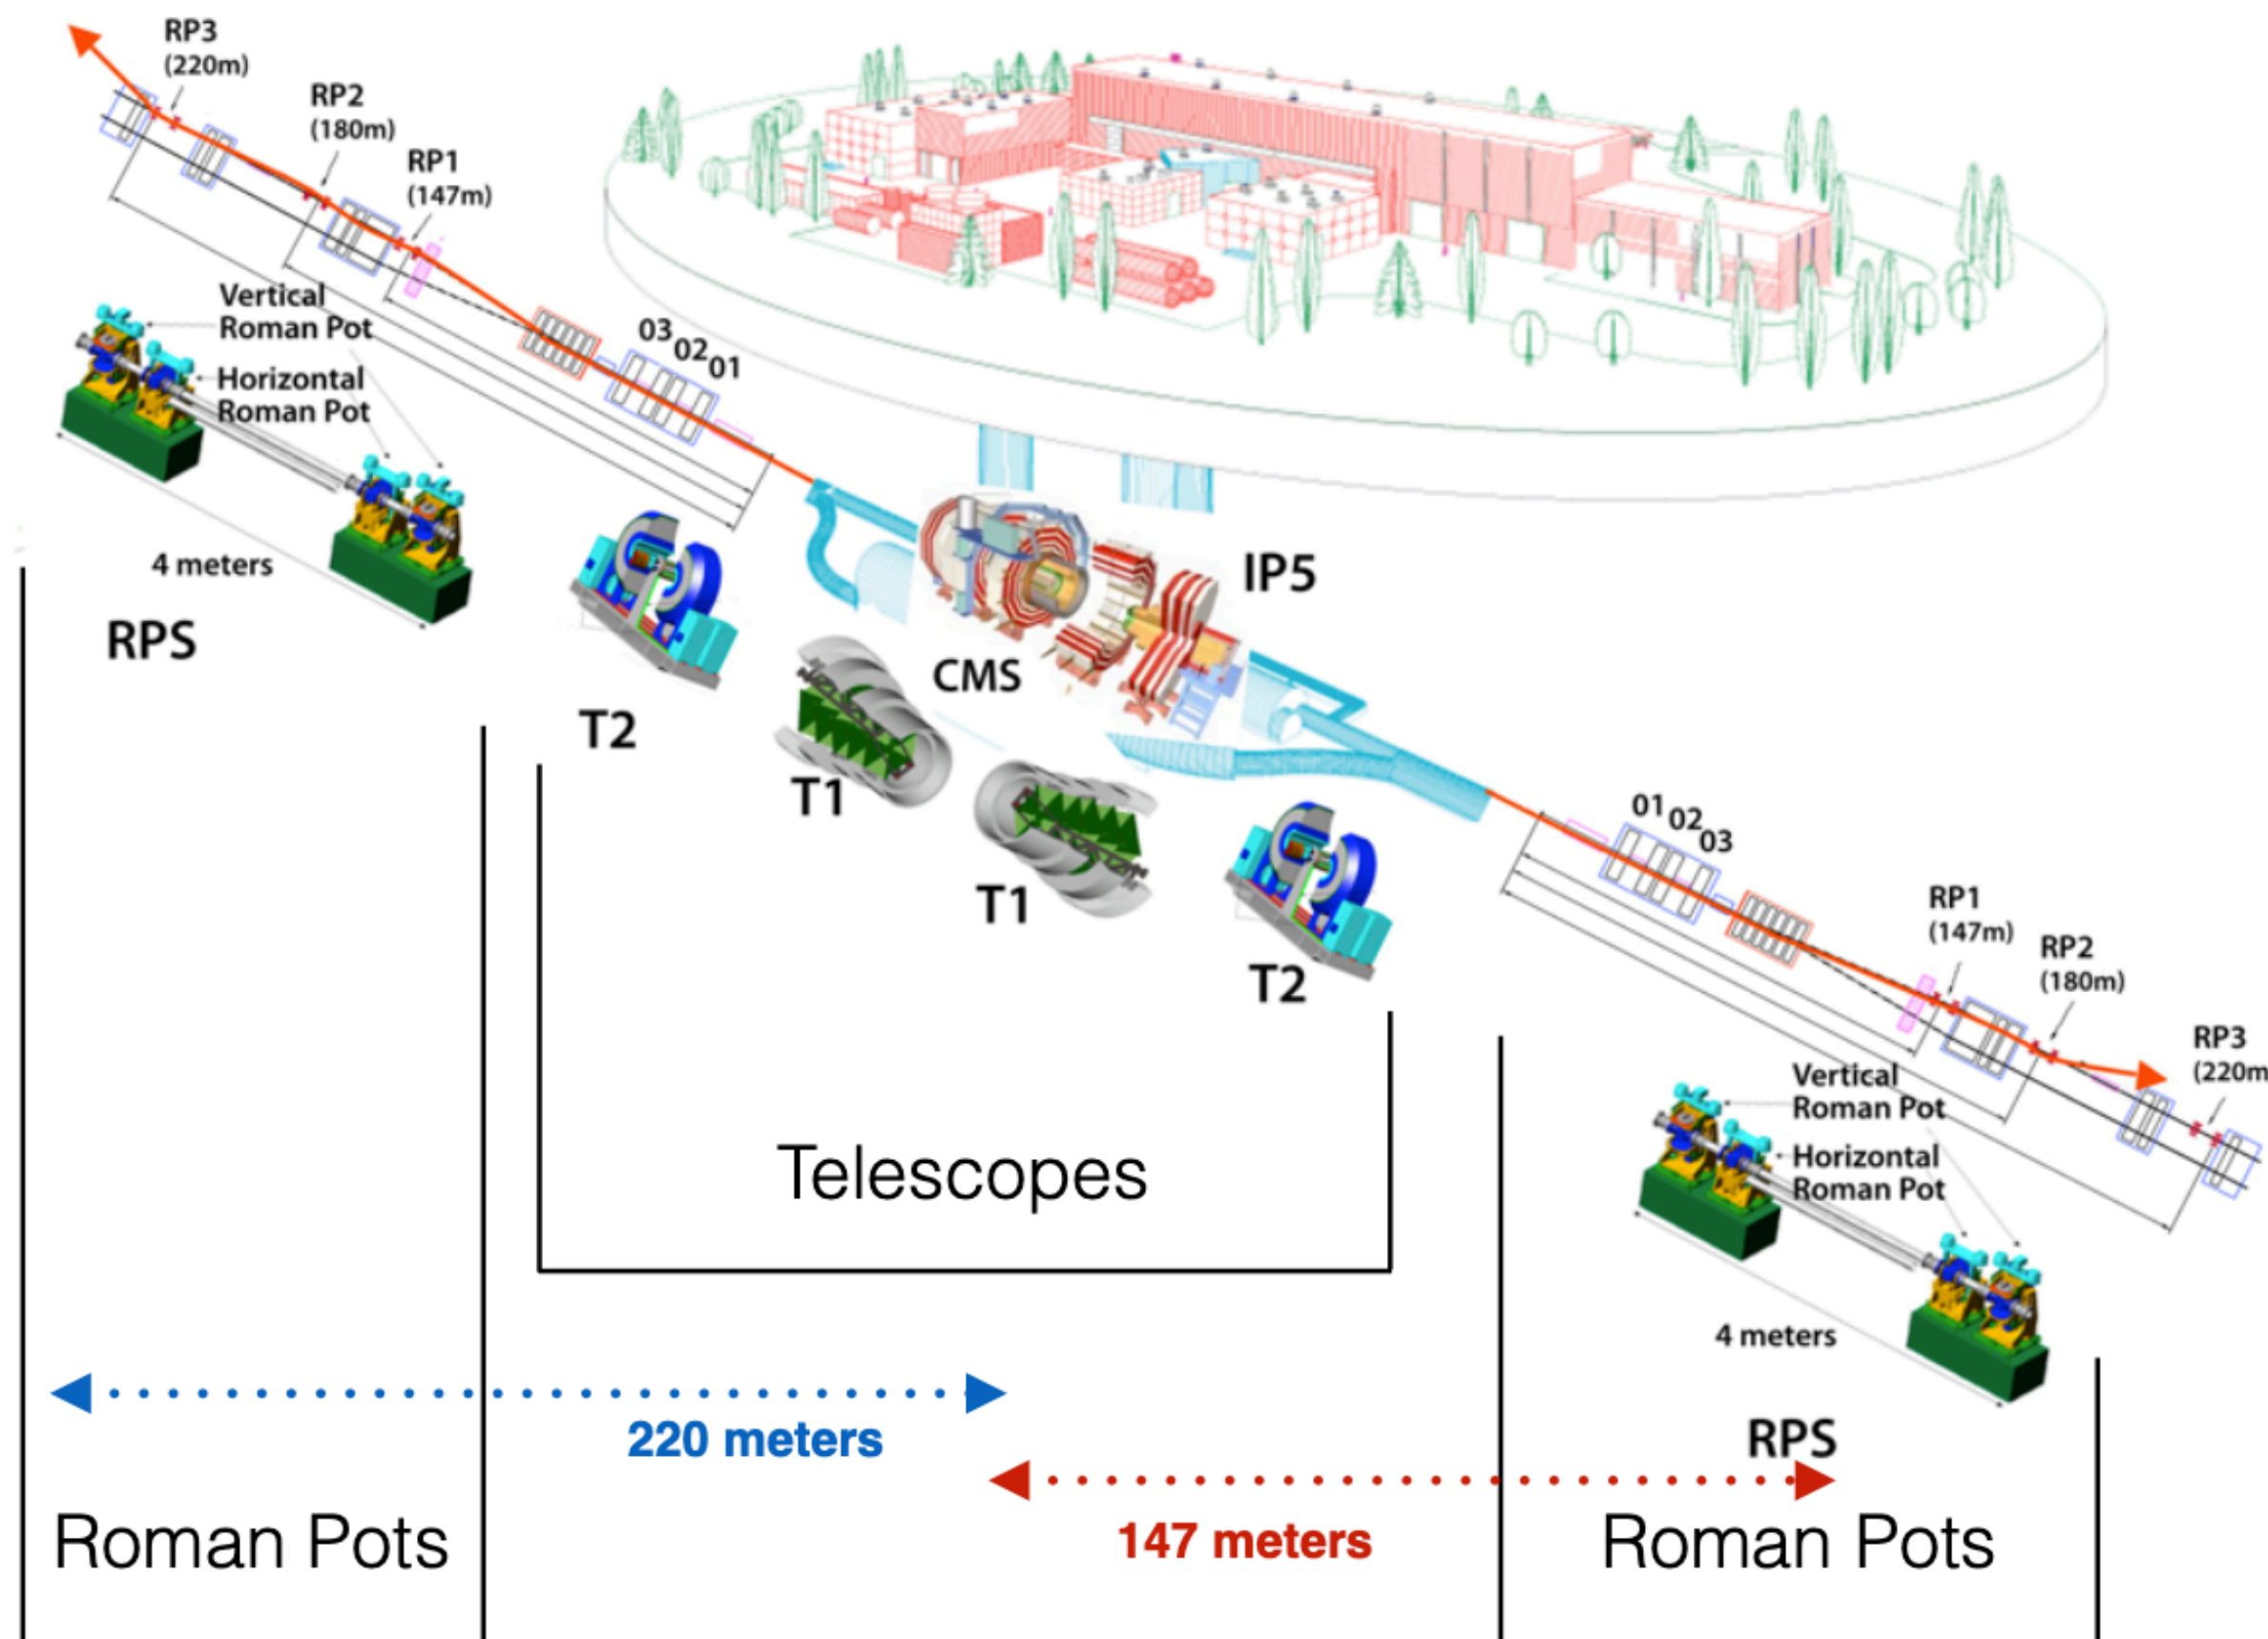 RP3
(220m)
RP2
(180m)
RP1
(147m)
Vertical
Roman Pot
Horizontal
Roman Pot
03
02
01
4 meters
RPS
T2
T1
CMS
IP5
T1
T2
01
02
03
RP1
(147m)
RP2
(180m)
RP3
(220m
Vertical
Roman Pot
Horizontal
Roman Pot
4 meters
RPS
Telescopes
220 meters
147 meters
Roman Pots
Roman Pots